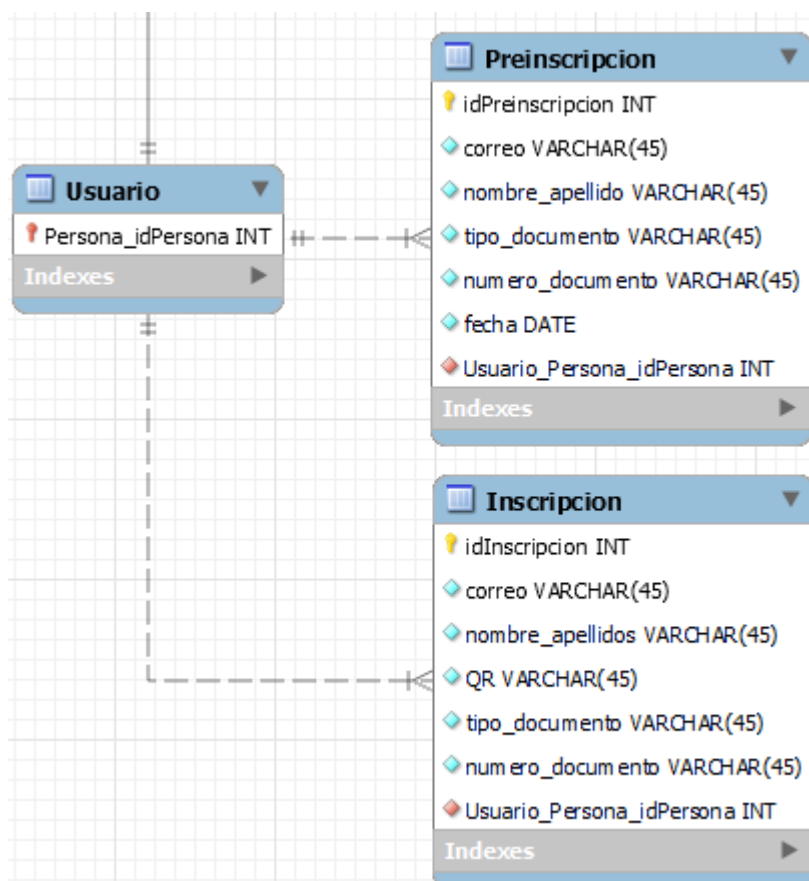 Usuario
Persona_idPersona INT
Indexes
Preinscripcion
idPreinscripcion INT
correo VARCHAR(45)
nombre_apellido VARCHAR(45)
tipo_documento VARCHAR(45)
numero_documento VARCHAR(45)
fecha DATE
Usuario_Persona_idPersona INT
Indexes
Inscripcion
idInscripcion INT
correo VARCHAR(45)
nombre_apellidos VARCHAR(45)
QR VARCHAR(45)
tipo_documento VARCHAR(45)
numero_documento VARCHAR(45)
Usuario_Persona_idPersona INT
Indexes